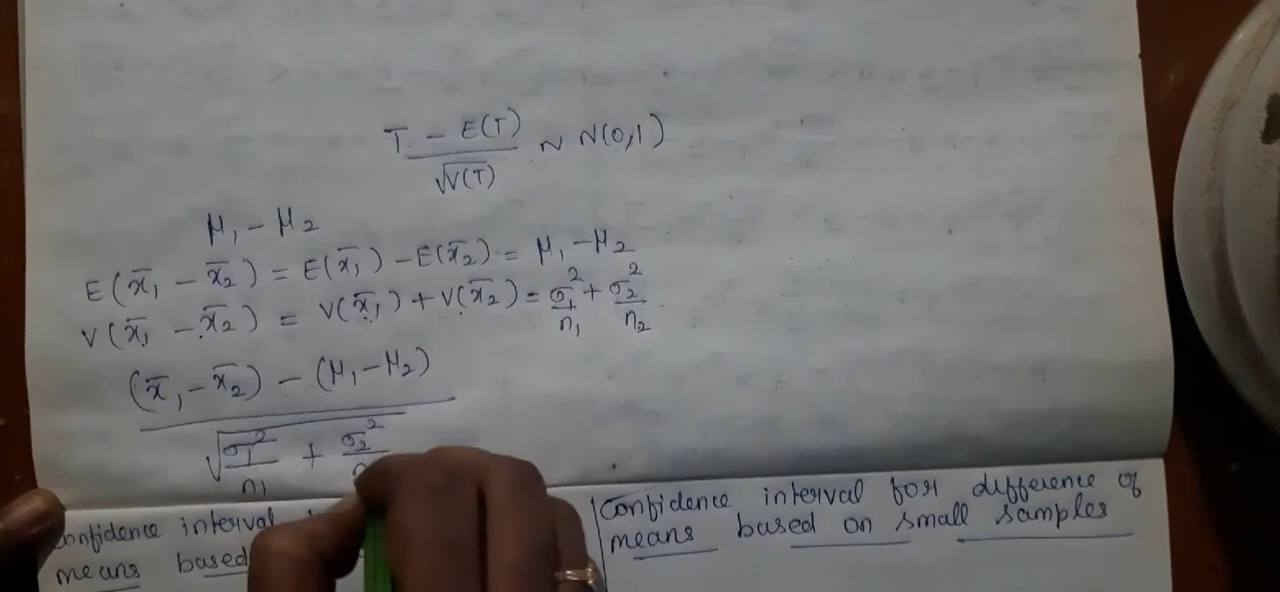 T - E(T)
√V(T) ~ N(0,1)
μ₁ - μ₂
E(x̄₁ - x̄₂) = E(x̄₁) - E(x̄₂) = μ₁ - μ₂
V(x̄₁ - x̄₂) = V(x̄₁) + V(x̄₂) = σ₁²/n₁ + σ₂²/n₂
(x̄₁ - x̄₂) - (μ₁ - μ₂)
√σ₁²/n₁ + σ₂²
onfidence interval
means based
Confidence interval for difference of
means based on small samples